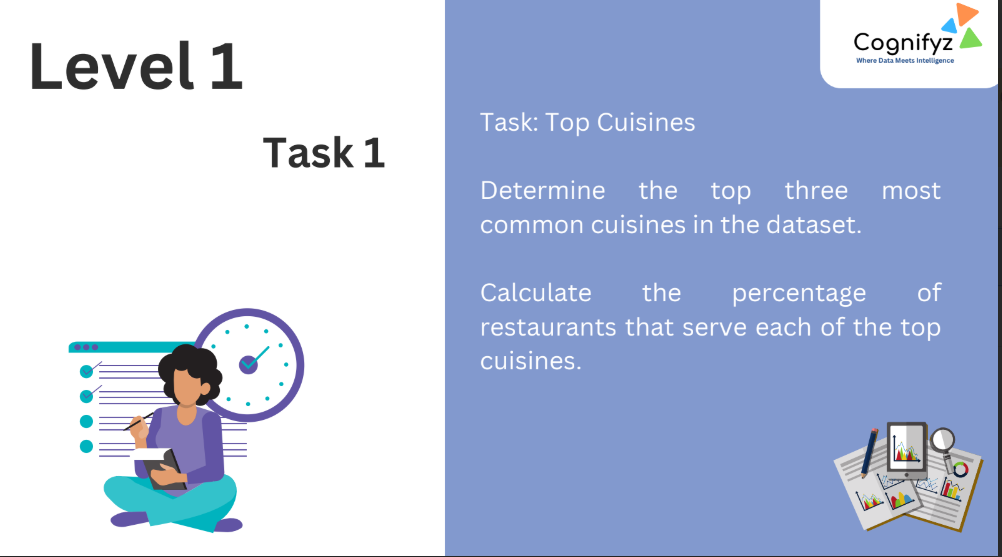 Level 1
Task 1
Cognifyz
Where Data Meets Intelligence
Task: Top Cuisines
Determine the top three most
common cuisines in the dataset.
Calculate the percentage of
restaurants that serve each of the top
cuisines.